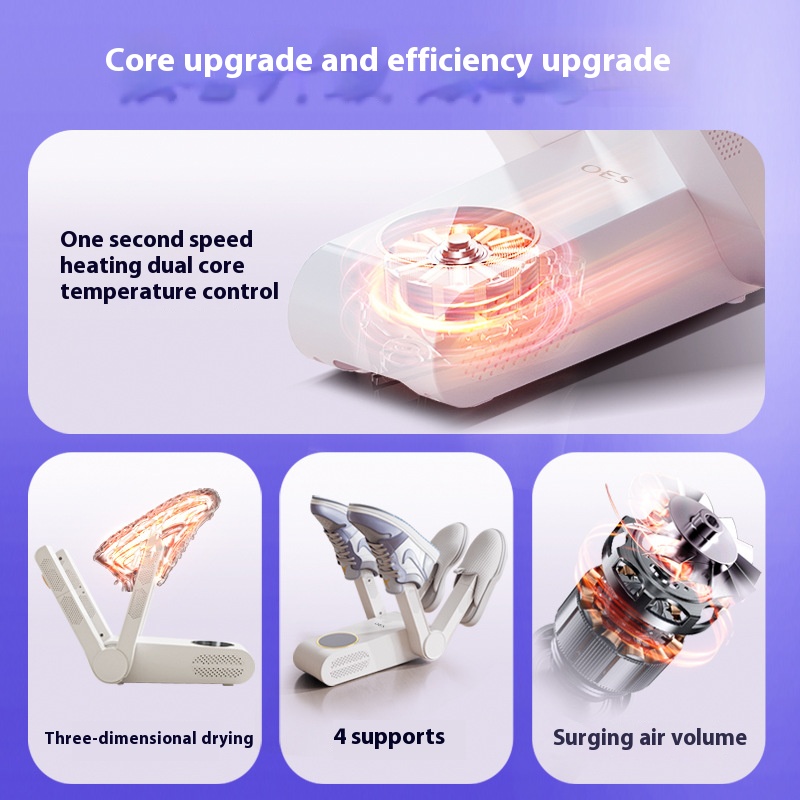 Core upgrade and efficiency upgrade
OES
One second speed
heating dual core
temperature control
OES
Three-dimensional drying
4 supports
Surging air volume